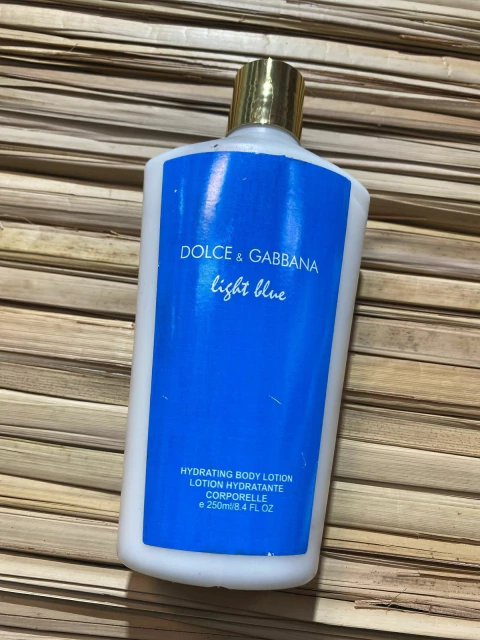 DOLCE & GABBANA
light blue
HYDRATING BODY LOTION
LOTION HYDRATANTE
CORPORELLE
e 250ml/8.4 FL OZ